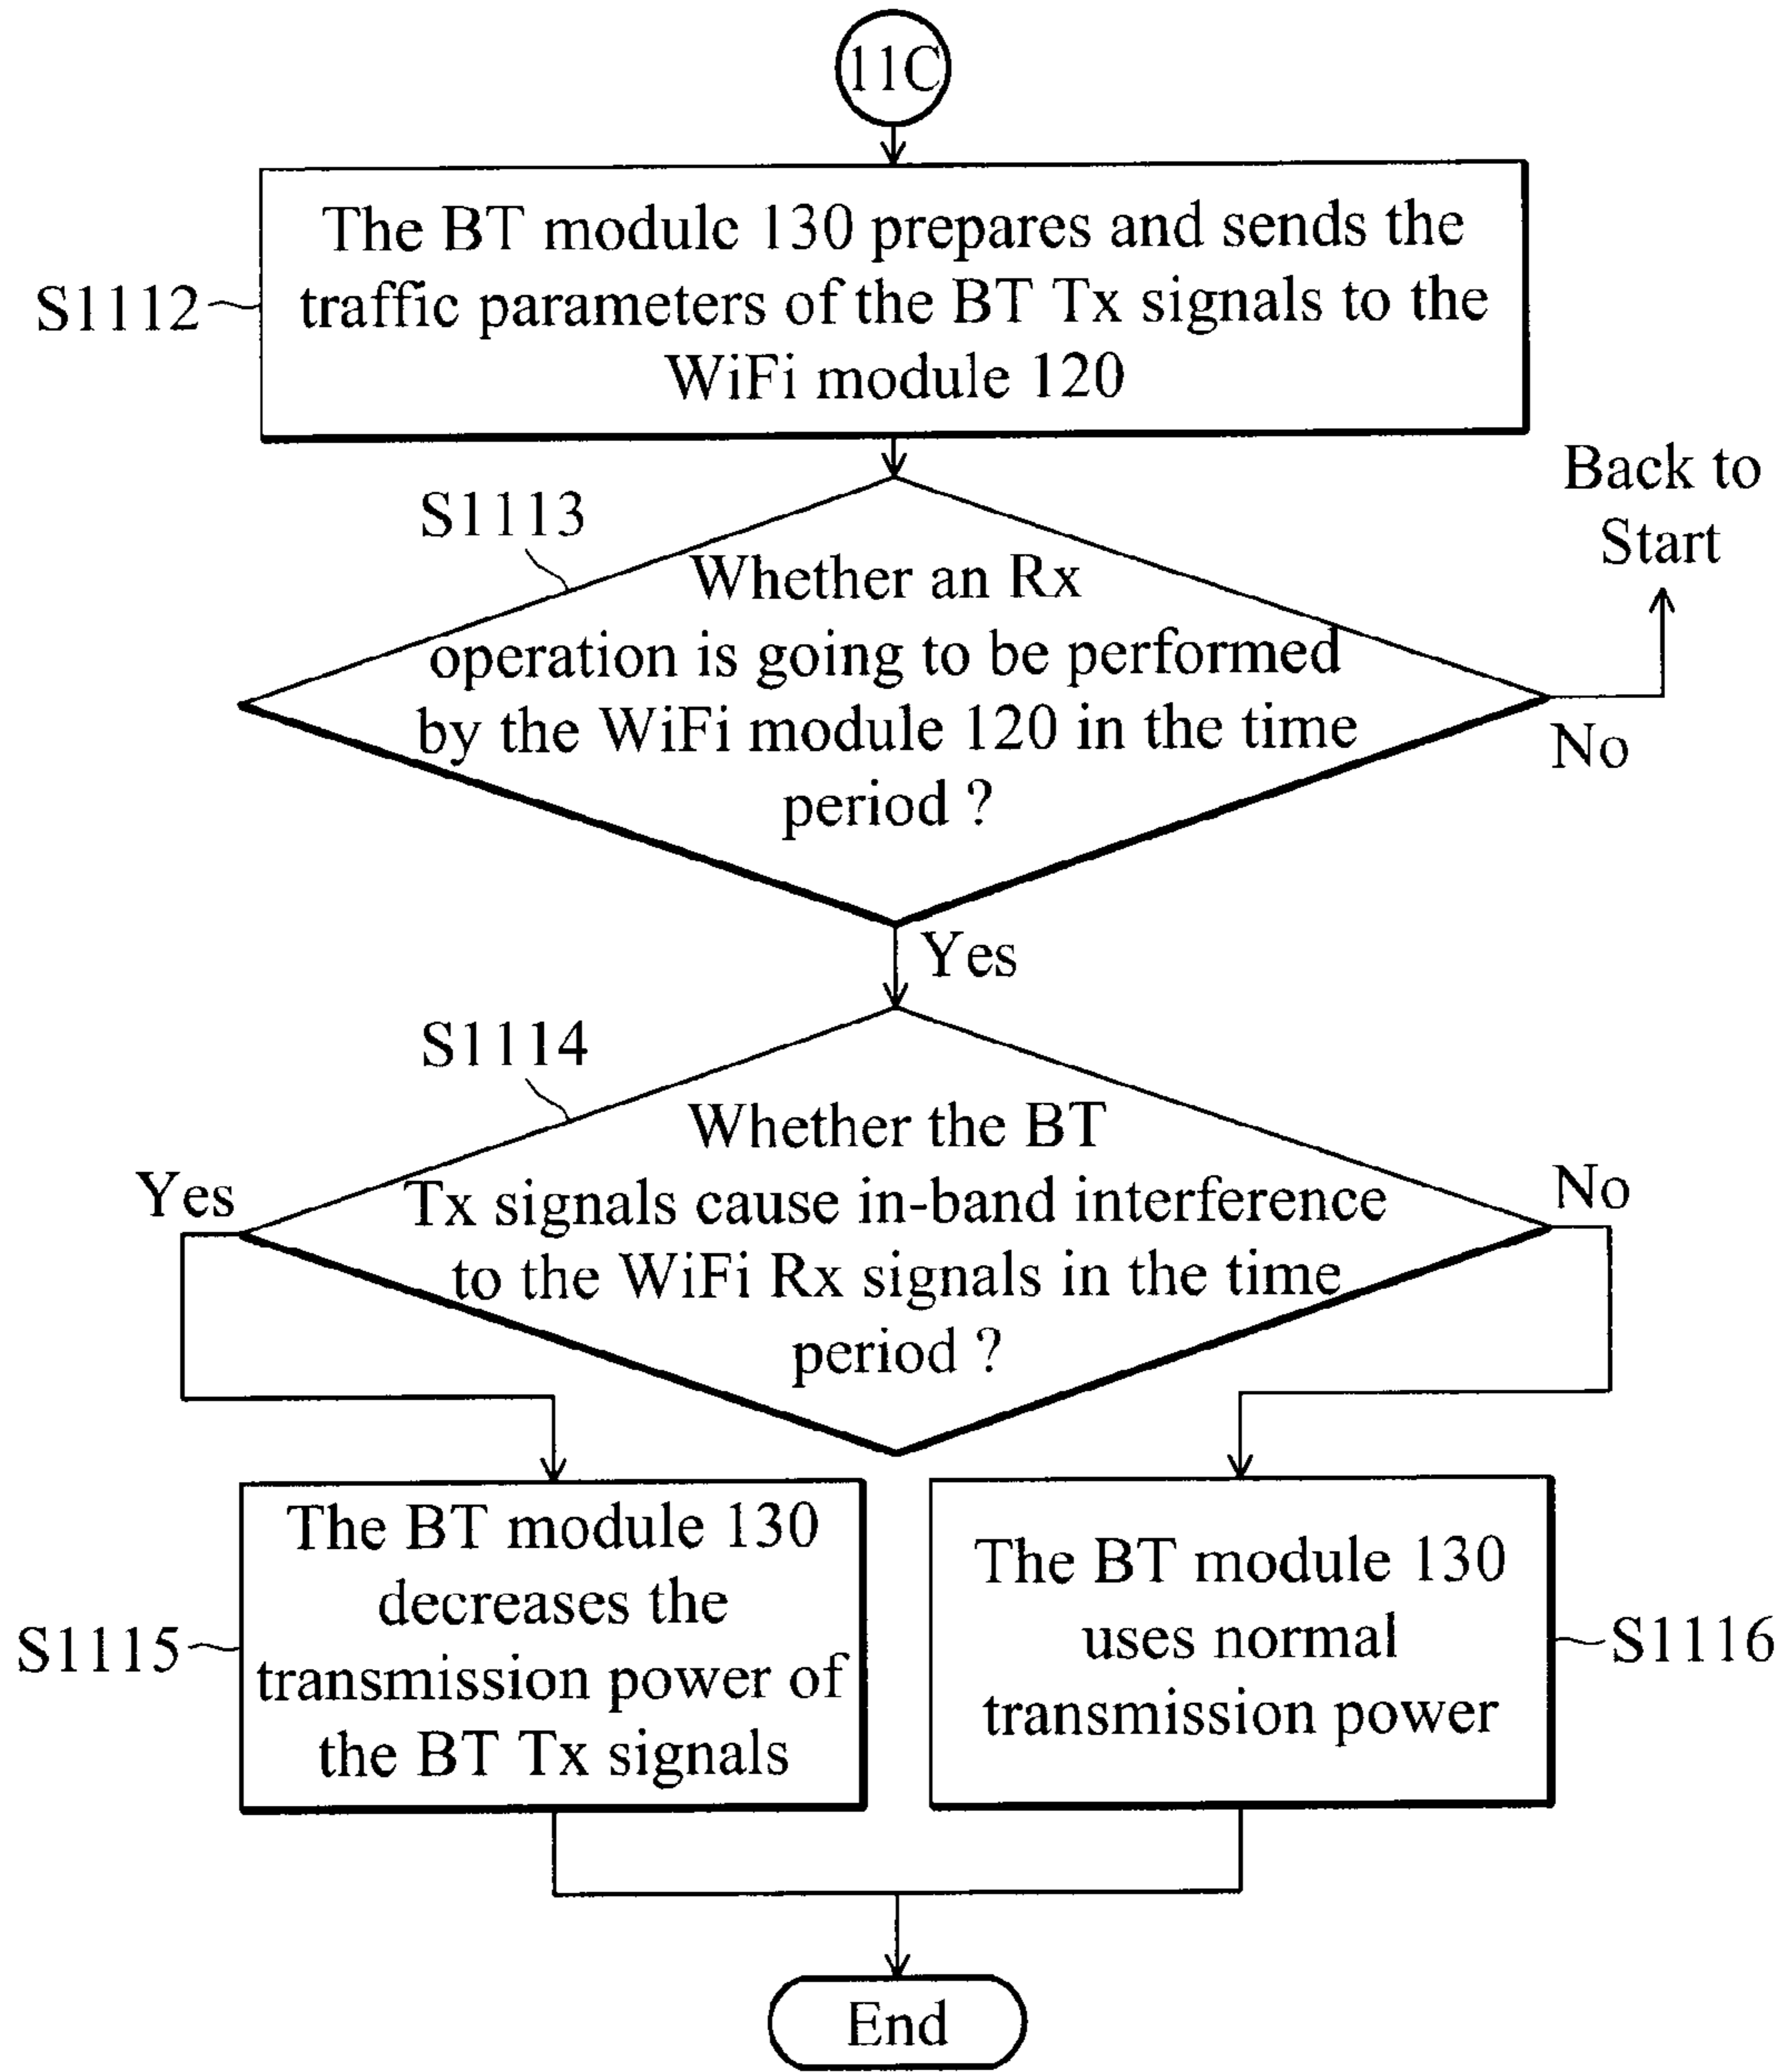 11C
The BT module 130 prepares and sends the
S1112
traffic parameters of the BT Tx signals to the
WiFi module 120
Back to
Start
S1113
Whether an Rx
operation is going to be performed
by the WiFi module 120 in the time
period ?
No
Yes
S1114
Whether the BT
Yes
Tx signals cause in-band interference
No
to the WiFi Rx signals in the time
period ?
The BT module 130
decreases the
S1115
transmission power of
the BT Tx signals
The BT module 130
uses normal
S1116
transmission power
End